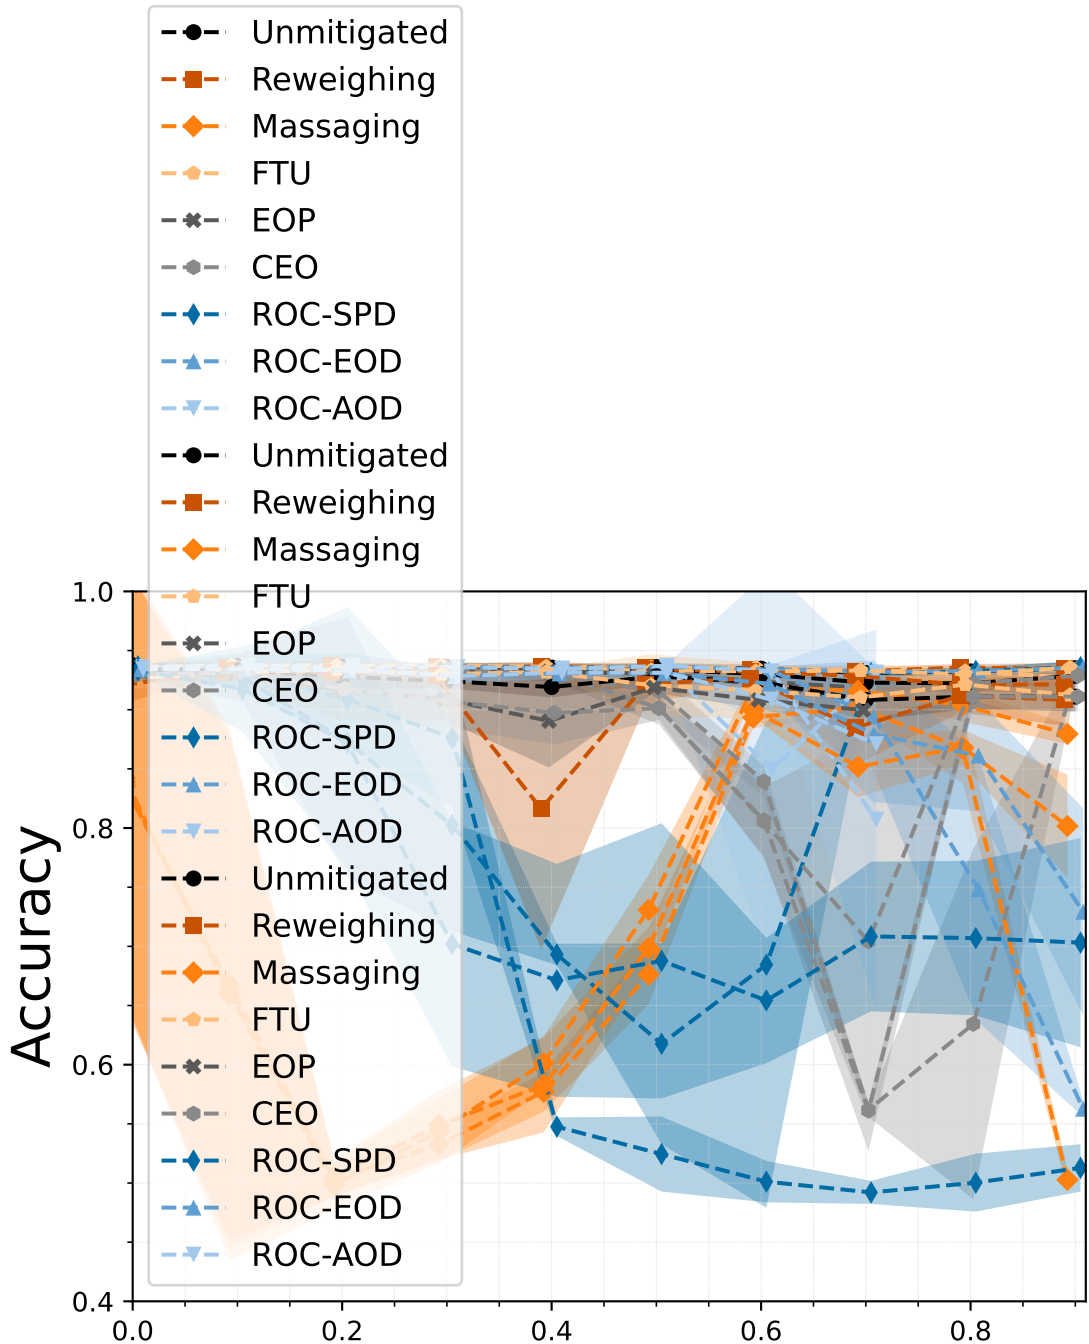 Unmitigated
Reweighing
Massaging
FTU
EOP
CEO
ROC-SPD
ROC-EOD
ROC-AOD
Unmitigated
Reweighing
Massaging
FTU
EOP
CEO
ROC-SPD
ROC-EOD
ROC-AOD
Unmitigated
Reweighing
Massaging
FTU
EOP
CEO
ROC-SPD
ROC-EOD
ROC-AOD
Accuracy
1.0
0.8
0.6
0.4
0.0 0.2 0.4 0.6 0.8